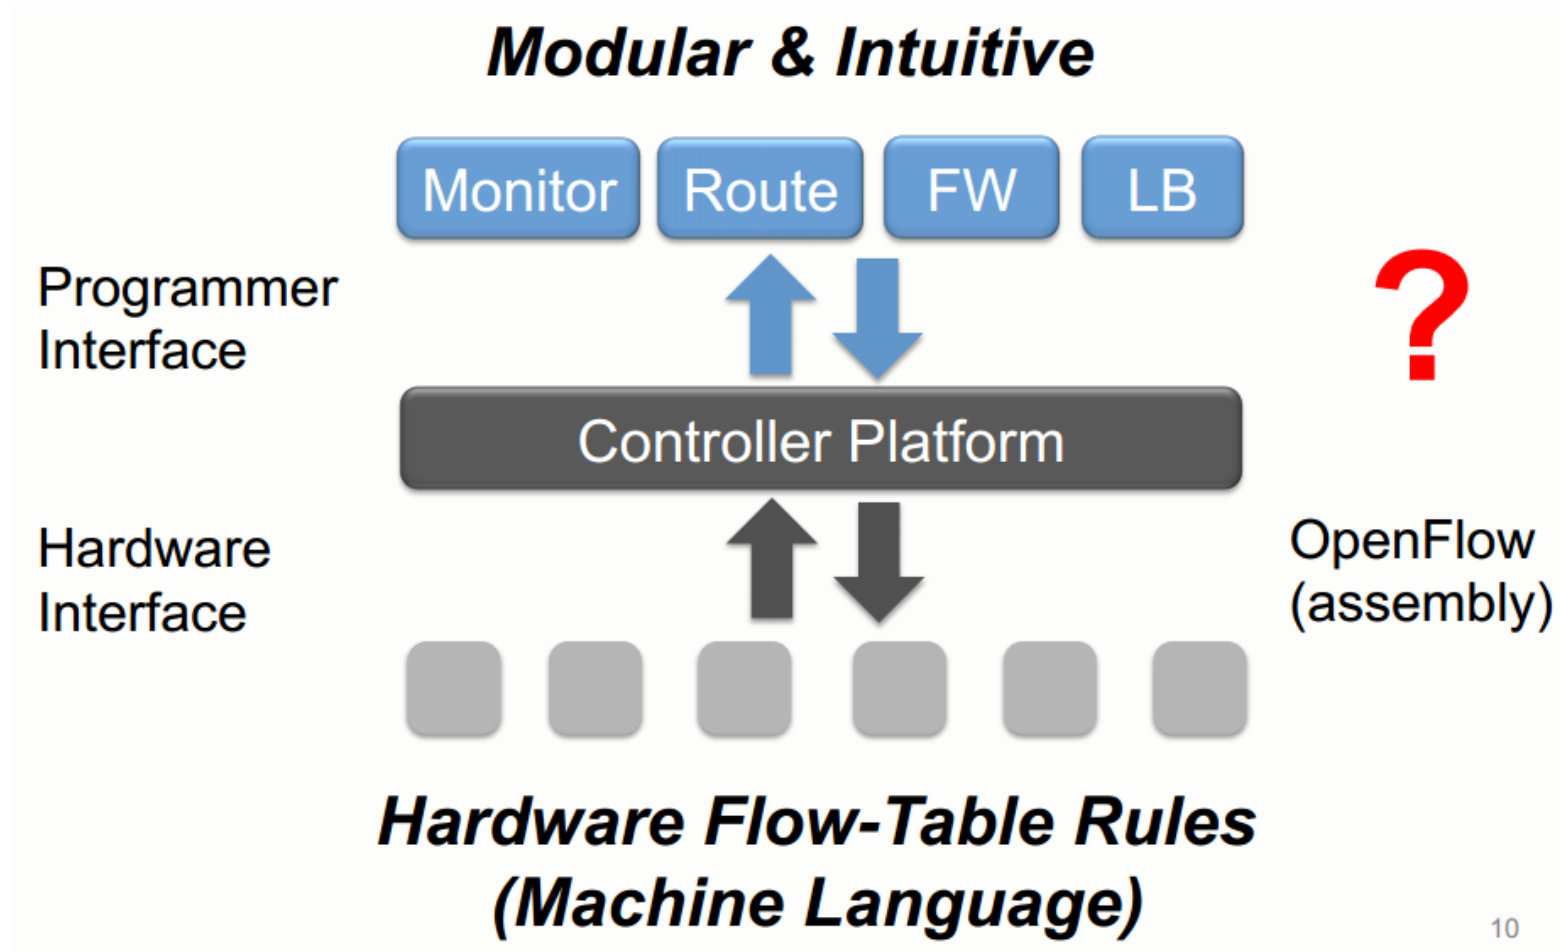 Modular & Intuitive
Monitor
Route
FW
LB
Programmer
Interface
?
Controller Platform
Hardware
Interface
OpenFlow
(assembly)
Hardware Flow-Table Rules
(Machine Language)
10